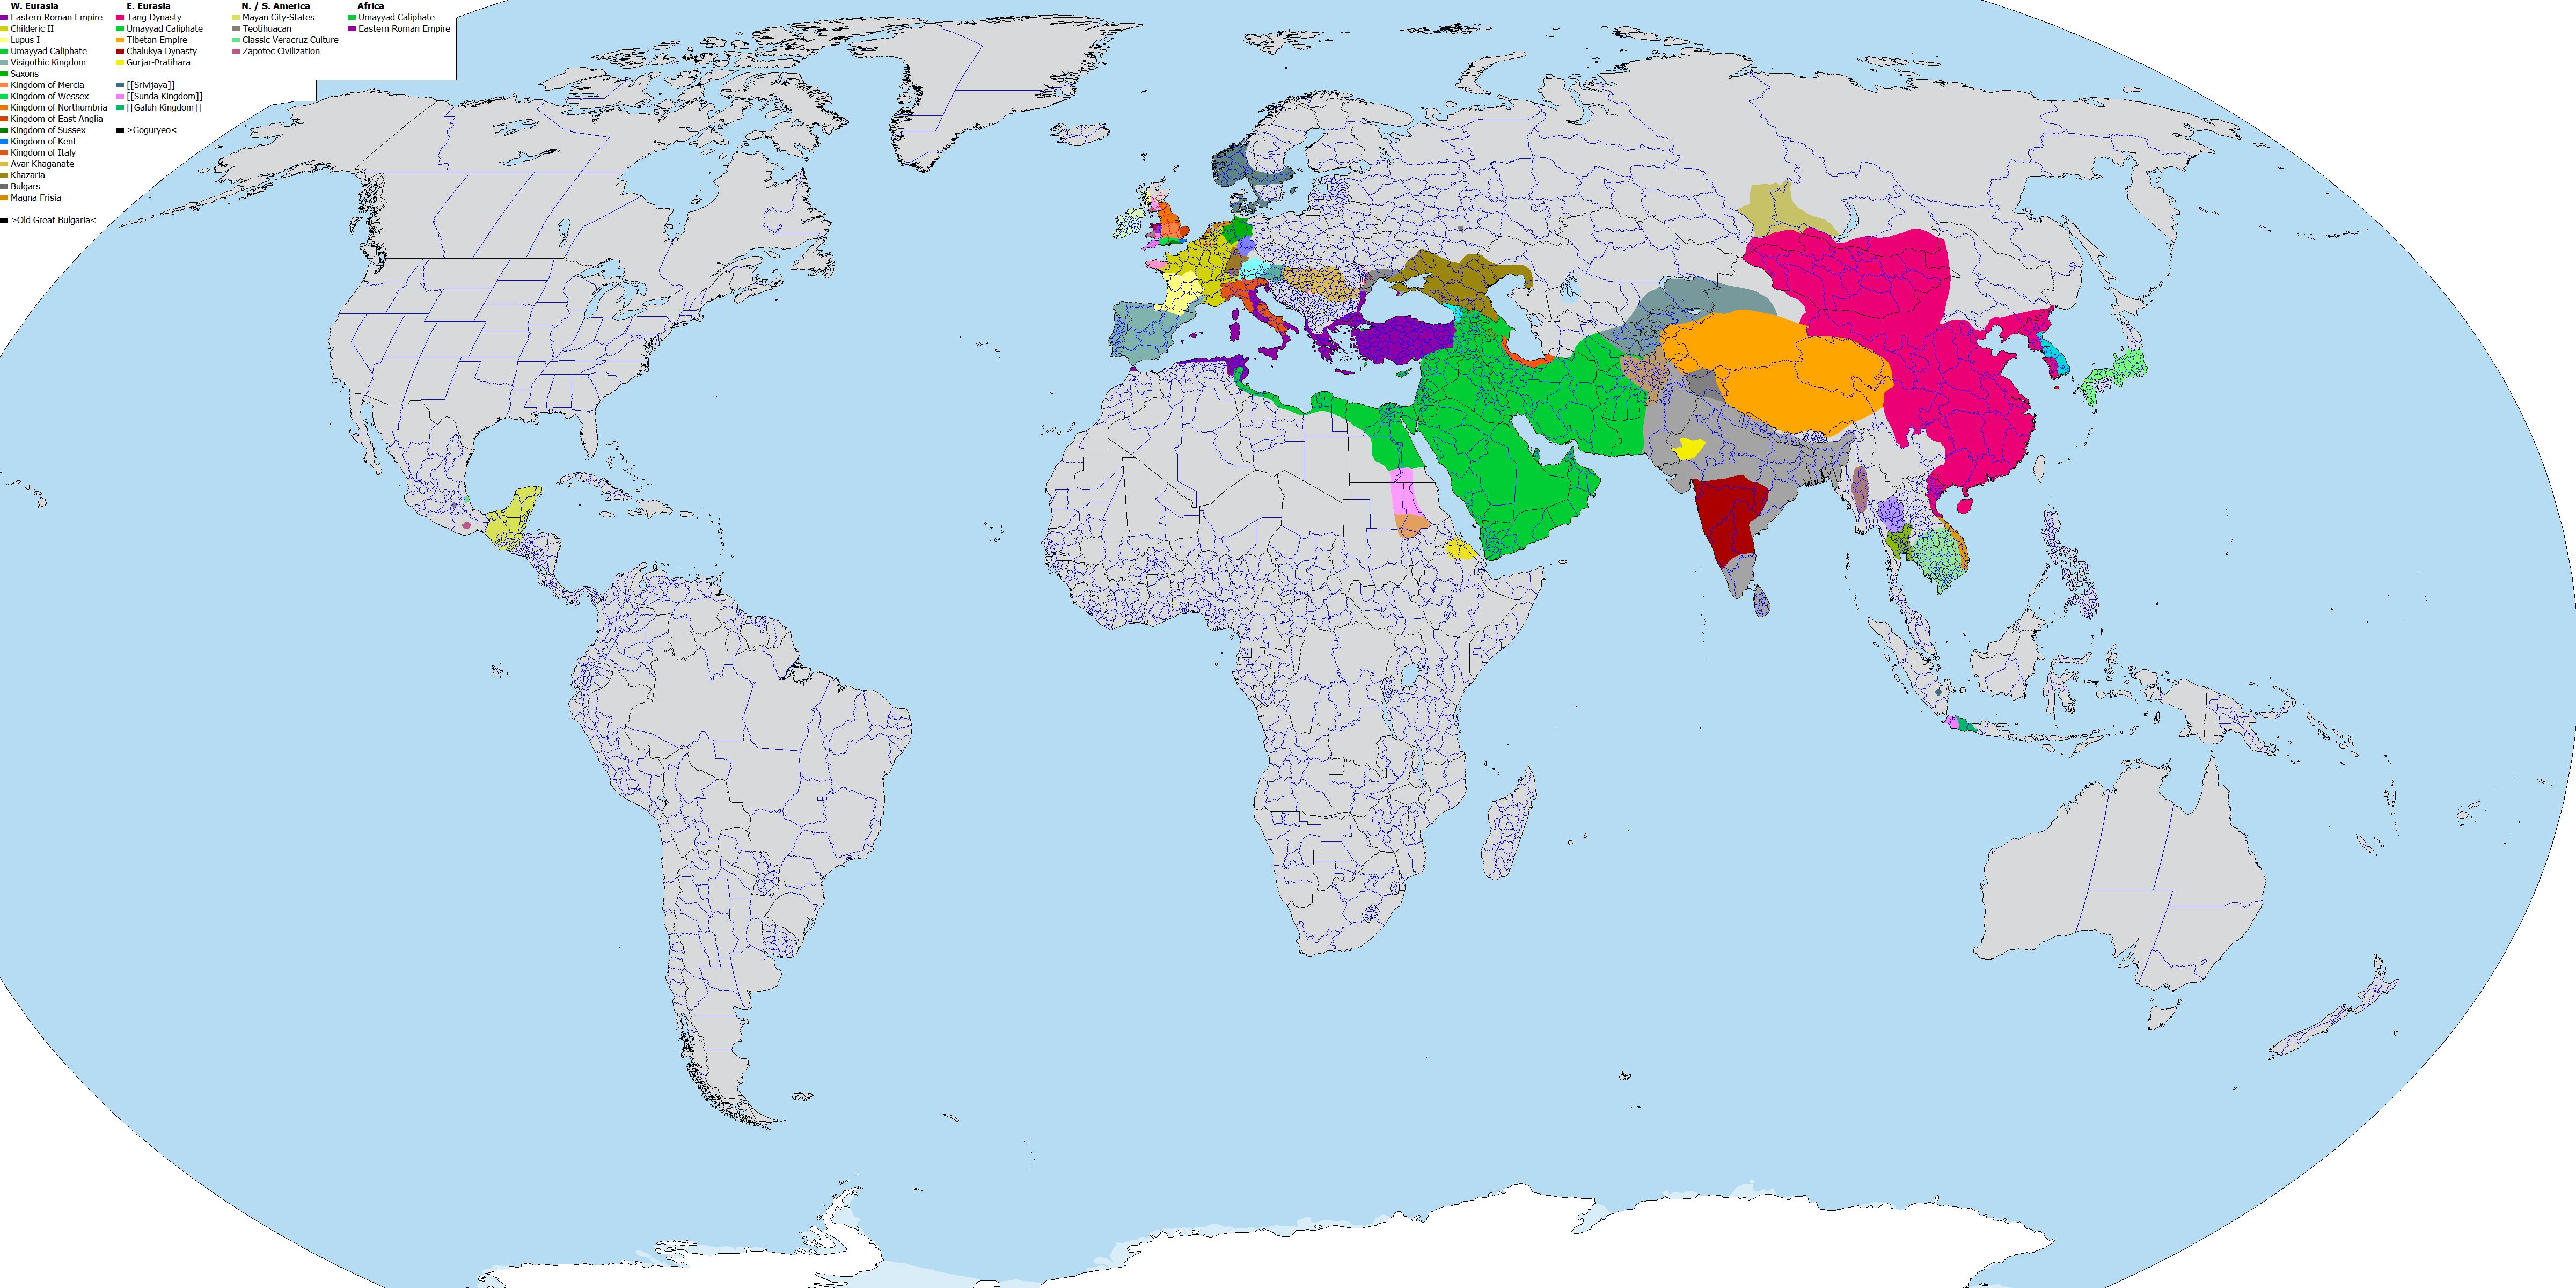 W. Eurasia
Eastern Roman Empire
Childeric II
Lupus I
Umayyad Caliphate
Visigothic Kingdom
Saxons
Kingdom of Mercia
Kingdom of Wessex
Kingdom of Northumbria
Kingdom of East Anglia
Kingdom of Sussex
Kingdom of Kent
Kingdom of Italy
Avar Khaganate
Khazaria
Bulgars
Magna Frisia
>Old Great Bulgaria<
E. Eurasia
Tang Dynasty
Umayyad Caliphate
Tibetan Empire
Chalukya Dynasty
Gurjar-Pratihara
[[Srivijaya]]
[[Sunda Kingdom]]
[[Galuh Kingdom]]
>Goguryeo<
N. / S. America
Mayan City-States
Teotihuacan
Classic Veracruz Culture
Zapotec Civilization
Africa
Umayyad Caliphate
Eastern Roman Empire